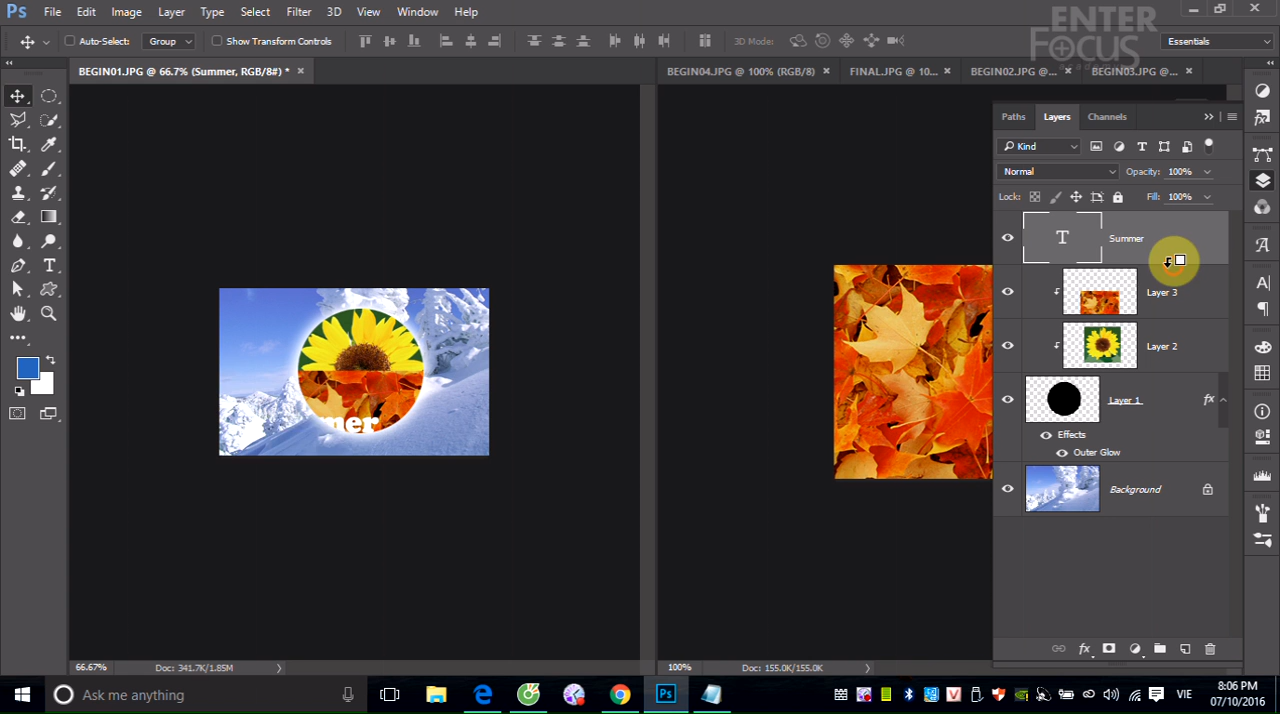 Ps File Edit Image Layer Type Select Filter 3D View Window Help
ENTER
FOCUS
academy
Auto-Select: Group Show Transform Controls 3D Mode: Essentials
BEGIN01.JPG @ 66.7% (Summer, RGB/8#) * × BEGIN04.JPG @ 100% (RGB/8) × FINAL.JPG @ 10... × BEGIN02.JPG @ ... × BEGIN03.JPG @ ... ×
Paths Layers Channels
Kind
Normal Opacity: 100%
Lock: Fill: 100%
T Summer
Layer 3
Layer 2
Layer 1 fx
Effects
Outer Glow
Background
mer
66.67% Doc: 341.7K/1.85M 100% Doc: 155.0K/155.0K
Ask me anything VIE 8:06 PM
07/10/2016